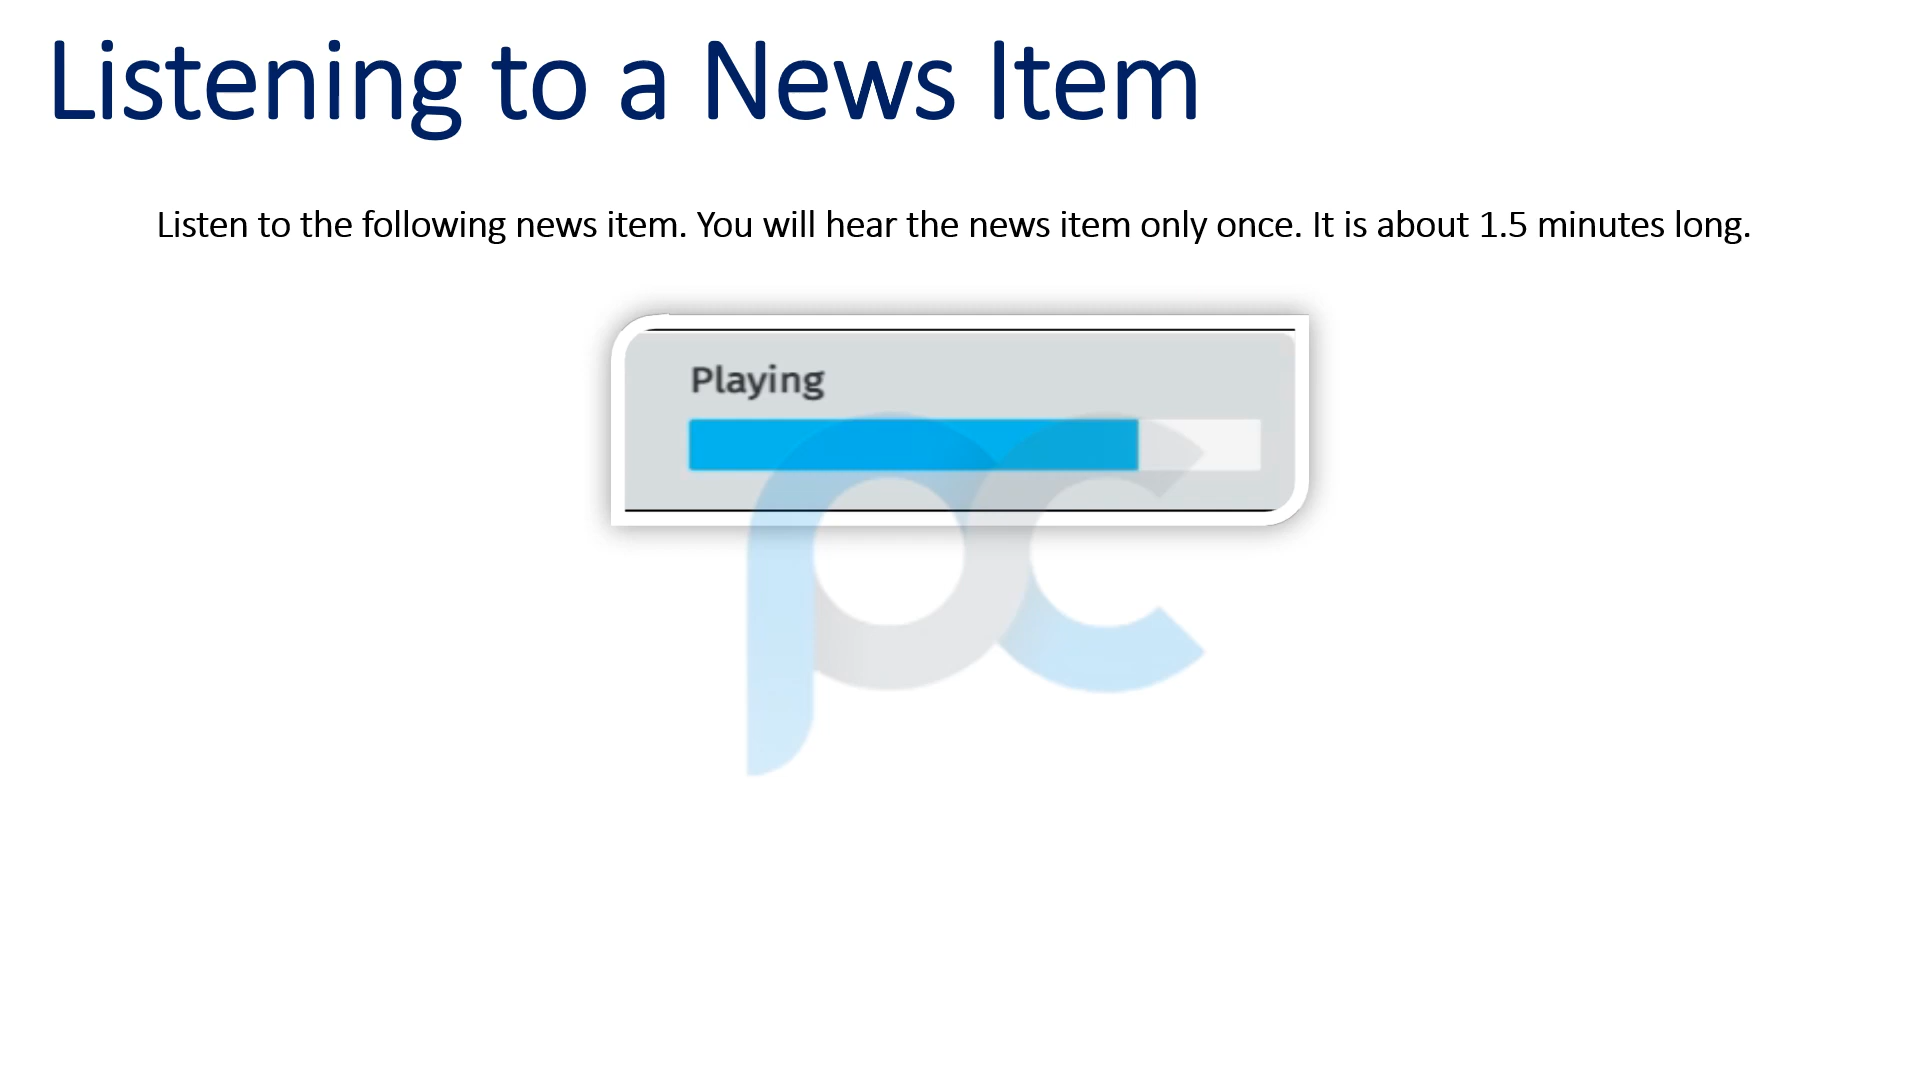 Listening to a News Item
Listen to the following news item. You will hear the news item only once. It is about 1.5 minutes long.
Playing
pc